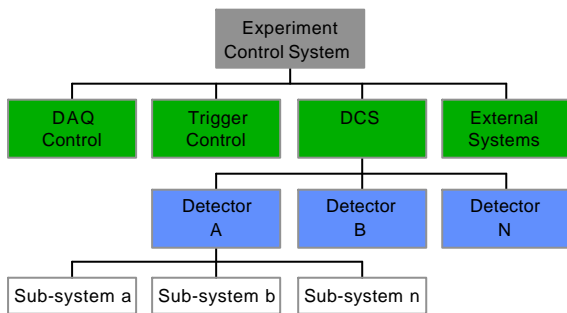 Experiment
Control System
DAQ
Control
Trigger
Control
DCS
External
Systems
Detector
A
Detector
B
Detector
N
Sub-system a
Sub-system b
Sub-system n